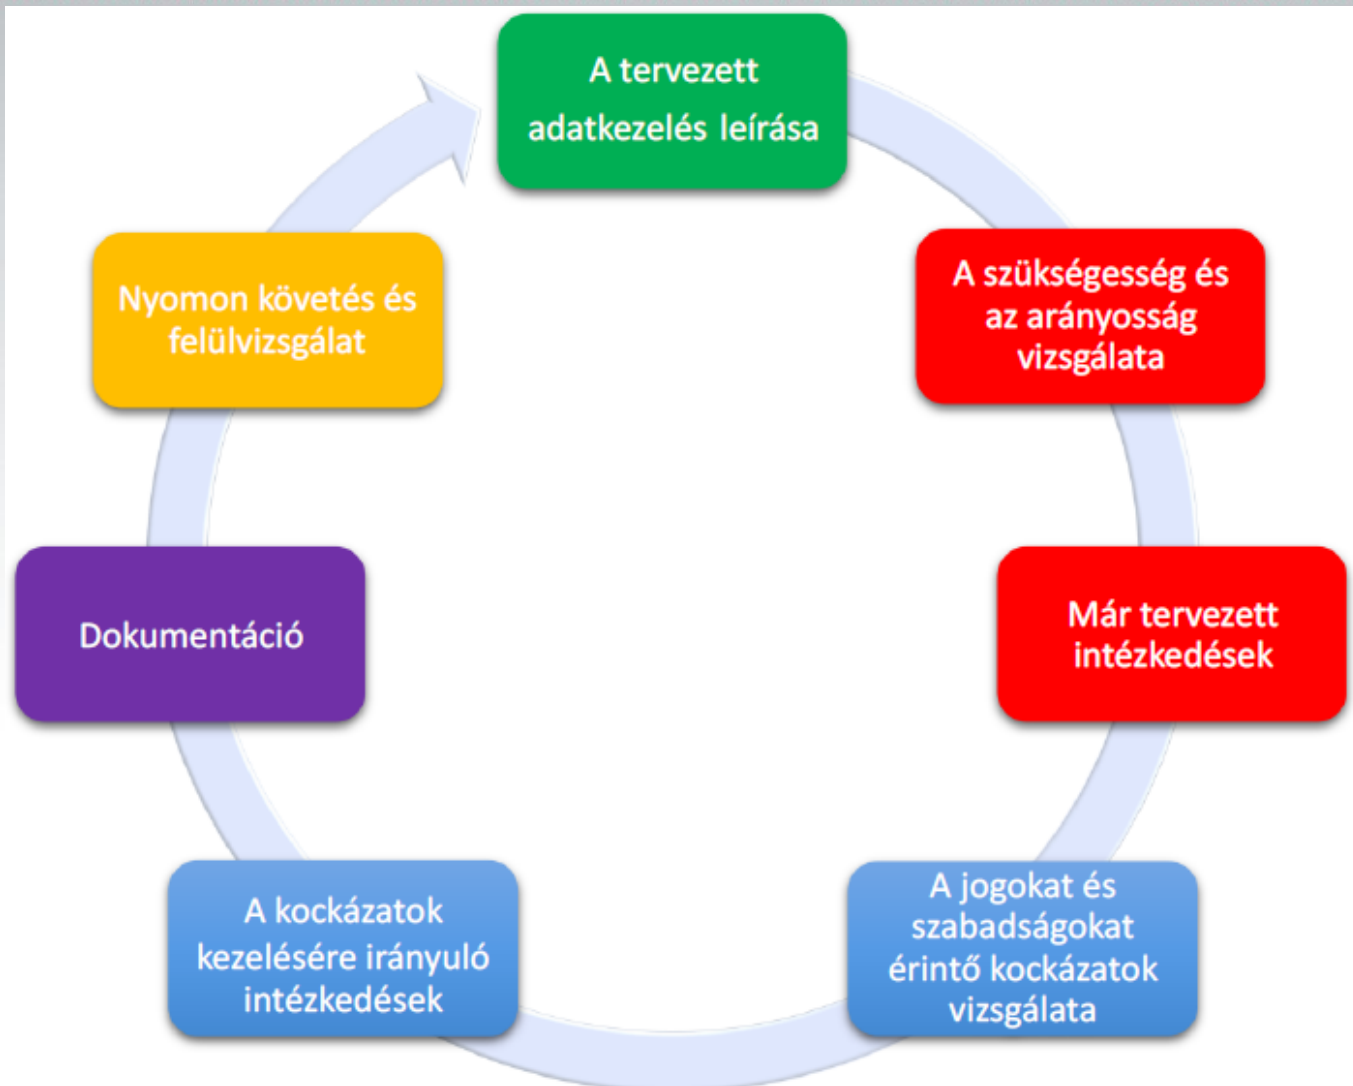 A tervezett
adatkezelés leírása
A szükségesség és
az arányosság
vizsgálata
Már tervezett
intézkedések
A jogokat és
szabadságokat
érintő kockázatok
vizsgálata
A kockázatok
kezelésére irányuló
intézkedések
Dokumentáció
Nyomon követés és
felülvizsgálat